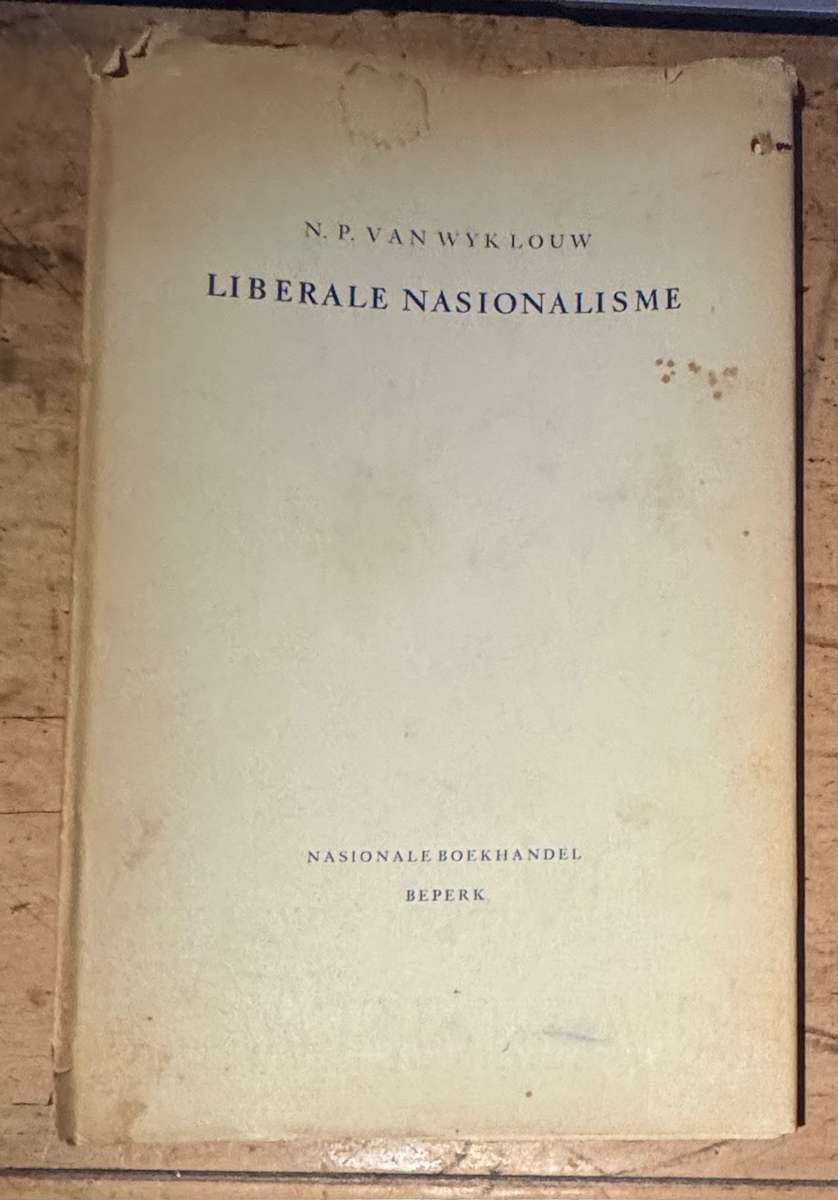 N. P. VAN WYK LOUW
LIBERALE NASIONALISME
NASIONALE BOEKHANDEL
BEPERK